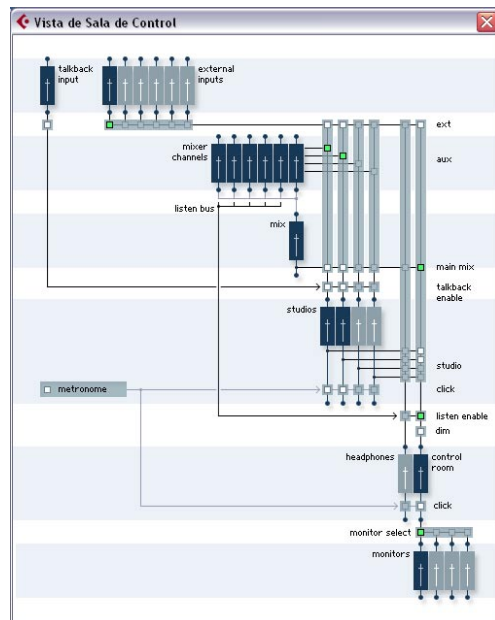 Vista de Sala de Control
talkback
input
external
inputs
ext
mixer
channels
aux
listen bus
mix
main mix
talkback
enable
studios
studio
metronome
click
listen enable
dim
headphones
control
room
click
monitor select
monitors